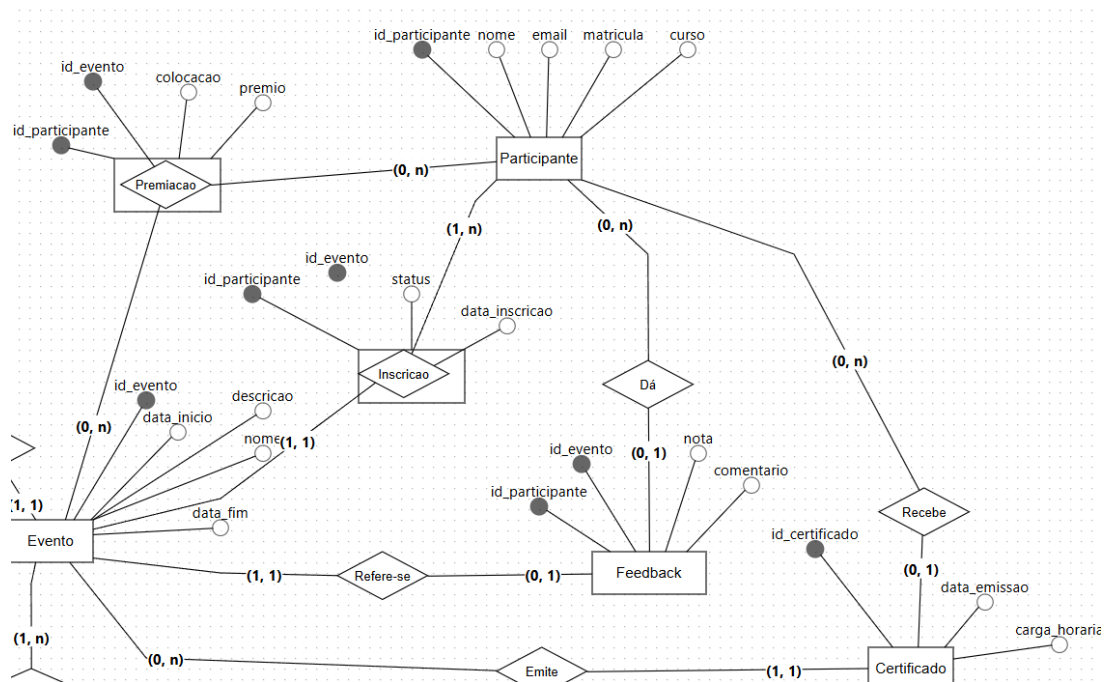 id_participante
nome
email
matricula
curso
id_evento
colocacao
premio
id_participante
Participante
Premiacao
(0, n)
(1, n)
(0, n)
id_evento
id_participante
status
data_inscricao
(0, n)
Inscricao
Dá
id_evento
descricao
data_inicio
(0, n)
nome
(1, 1)
nota
(0, 1)
id_evento
comentario
id_participante
(1, 1)
data_fim
Recebe
id_certificado
Evento
Refere-se
Feedback
(1, 1)
(0, 1)
(0, 1)
data_emissao
carga_horaria
(1, n)
(0, n)
Emite
(1, 1)
Certificado